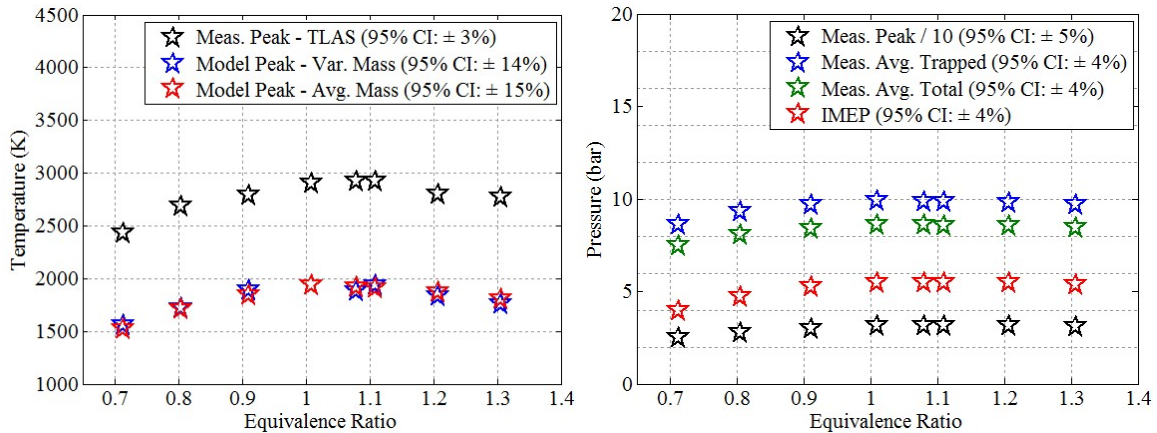 4500
4000
3500
3000
2500
2000
1500
1000
Temperature (K)
Meas. Peak - TLAS (95% CI: ± 3%)
Model Peak - Var. Mass (95% CI: ± 14%)
Model Peak - Avg. Mass (95% CI: ± 15%)
0.7 0.8 0.9 1 1.1 1.2 1.3 1.4
Equivalence Ratio
20
15
10
5
0
Pressure (bar)
Meas. Peak / 10 (95% CI: ± 5%)
Meas. Avg. Trapped (95% CI: ± 4%)
Meas. Avg. Total (95% CI: ± 4%)
IMEP (95% CI: ± 4%)
0.7 0.8 0.9 1 1.1 1.2 1.3 1.4
Equivalence Ratio